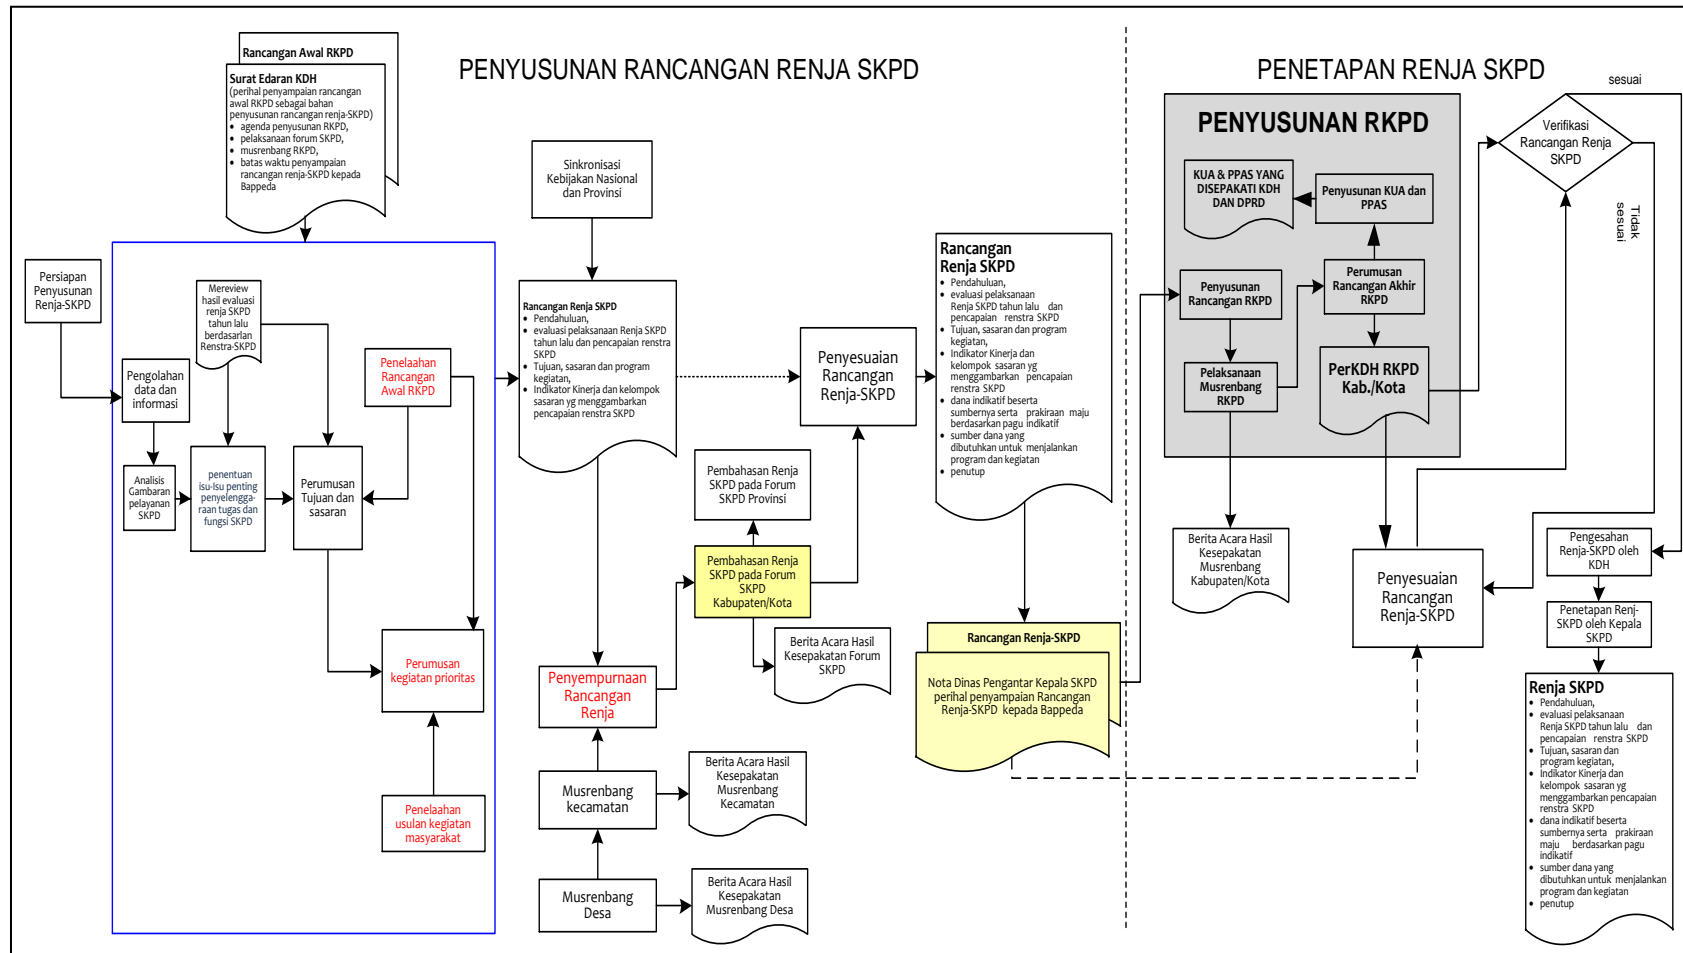 PENYUSUNAN RANCANGAN RENJA SKPD
PENETAPAN RENJA SKPD
Rancangan Awal RKPD
Surat Edaran KDH
(perihal penyampaian rancangan
awal RKPD sebagai bahan
penyusunan rancangan renja-SKPD)
• agenda penyusunan RKPD,
• pelaksanaan forum SKPD,
• musrenbang RKPD,
• batas waktu penyampaian
rancangan renja-SKPD kepada
Bappeda
Persiapan
Penyusunan
Renja-SKPD
Mereview hasil evaluasi
renja SKPD
tahun lalu
berdasarlan
Renstra-SKPD
Pengolahan
data dan
informasi
Penelaahan
Rancangan
Awal RKPD
Analisis
Gambaran
pelayanan
SKPD
penentuan
isu-Isu penting
penyelengga-
raan tugas dan
fungsi SKPD
Perumusan
Tujuan dan
sasaran
Perumusan
kegiatan prioritas
Penelaahan
usulan kegiatan
masyarakat
Sinkronisasi
Kebijakan Nasional
dan Provinsi
Rancangan Renja SKPD
• Pendahuluan,
• evaluasi pelaksanaan Renja SKPD
tahun lalu dan pencapaian renstra
SKPD
• Tujuan, sasaran dan program
kegiatan,
• Indikator Kinerja dan kelompok
sasaran yg menggambarkan
pencapaian renstra SKPD
Penyempurnaan
Rancangan
Renja
Musrenbang
kecamatan
Berita Acara Hasil
Kesepakatan
Musrenbang
Kecamatan
Musrenbang
Desa
Berita Acara Hasil
Kesepakatan
Musrenbang Desa
Pembahasan Renja
SKPD pada Forum
SKPD Provinsi
Pembahasan Renja
SKPD pada Forum
SKPD
Kabupaten/Kota
Berita Acara Hasil
Kesepakatan Forum
SKPD
Penyesuaian
Rancangan
Renja-SKPD
Rancangan
Renja SKPD
• Pendahuluan,
• evaluasi pelaksanaan
Renja SKPD tahun lalu dan
pencapaian renstra SKPD
• Tujuan, sasaran dan program
kegiatan,
• Indikator Kinerja dan
kelompok sasaran yg
menggambarkan pencapaian
renstra SKPD
• dana indikatif beserta
sumbernya serta prakiraan maju
berdasarkan pagu indikatif
• sumber dana yang
dibutuhkan untuk menjalankan
program dan kegiatan
• penutup
Rancangan Renja-SKPD
Nota Dinas Pengantar Kepala SKPD
perihal penyampaian Rancangan
Renja-SKPD kepada Bappeda
PENYUSUNAN RKPD
KUA & PPAS YANG
DISEPAKATI KDH
DAN DPRD
Penyusunan KUA dan
PPAS
Penyusunan
Rancangan RKPD
Perumusan
Rancangan Akhir
RKPD
Pelaksanaan
Musrenbang
RKPD
PerKDH RKPD
Kab./Kota
Berita Acara Hasil
Kesepakatan
Musrenbang
Kabupaten/Kota
Penyesuaian
Rancangan
Renja-SKPD
sesuai
Verifikasi
Rancangan Renja
SKPD
Tidak
sesuai
Pengesahan
Renja-SKPD oleh
KDH
Penetapan Renj-
SKPD oleh Kepala
SKPD
Renja SKPD
• Pendahuluan,
• evaluasi pelaksanaan
Renja SKPD tahun lalu dan
pencapaian renstra SKPD
• Tujuan, sasaran dan
program kegiatan,
• Indikator Kinerja dan
kelompok sasaran yg
menggambarkan pencapaian
renstra SKPD
• dana indikatif beserta
sumbernya serta prakiraan
maju berdasarkan pagu
indikatif
• sumber dana yang
dibutuhkan untuk menjalankan
program dan kegiatan
• penutup